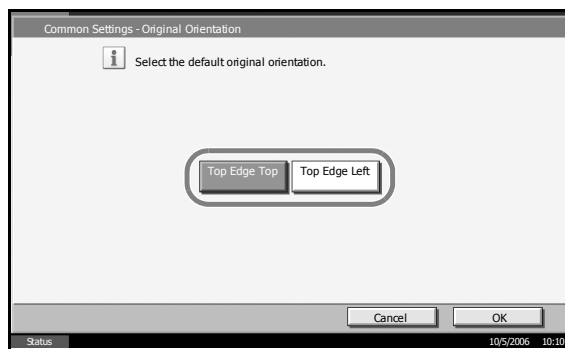 Common Settings - Original Orientation
Select the default original orientation.
Top Edge Top Top Edge Left
Cancel OK
Status 10/5/2006 10:10